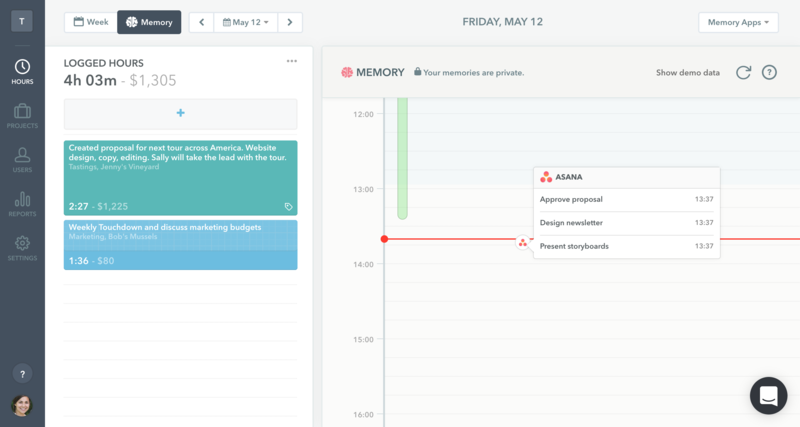 T
HOURS
PROJECTS
USERS
REPORTS
SETTINGS
?
Week
Memory
May 12
FRIDAY, MAY 12
Memory Apps
LOGGED HOURS
4h 03m - $1,305
+
Created proposal for next tour across America. Website
design, copy, editing. Sally will take the lead with the tour.
Tastings, Jenny's Vineyard
2:27 - $1,225
Weekly Touchdown and discuss marketing budgets
Marketing, Bob's Mussels
1:36 - $80
MEMORY
Your memories are private.
Show demo data
?
12:00
13:00
ASANA
Approve proposal 13:37
Design newsletter 13:37
Present storyboards 13:37
14:00
15:00
16:00